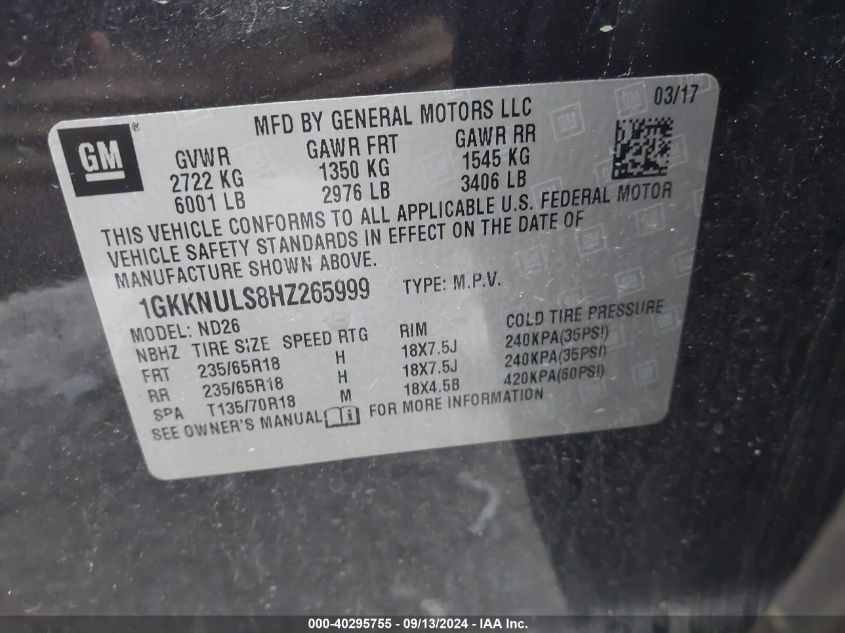 GM ®
MFD BY GENERAL MOTORS LLC
03/17
GVWR GAWR FRT GAWR RR
2722 KG 1350 KG 1545 KG
6001 LB 2976 LB 3406 LB
THIS VEHICLE CONFORMS TO ALL APPLICABLE U.S. FEDERAL MOTOR
VEHICLE SAFETY STANDARDS IN EFFECT ON THE DATE OF
MANUFACTURE SHOWN ABOVE.
1GKKNULS8HZ265999 TYPE: M.P.V.
MODEL: ND26
NBHZ TIRE SIZE SPEED RTG RIM COLD TIRE PRESSURE
FRT 235/65R18 H 18X7.5J 240KPA(35PSI)
RR 235/65R18 H 18X7.5J 240KPA(35PSI)
SPA T135/70R18 M 18X4.5B 420KPA(60PSI)
SEE OWNER'S MANUAL i FOR MORE INFORMATION
000-40295755 - 09/13/2024 - IAA Inc.